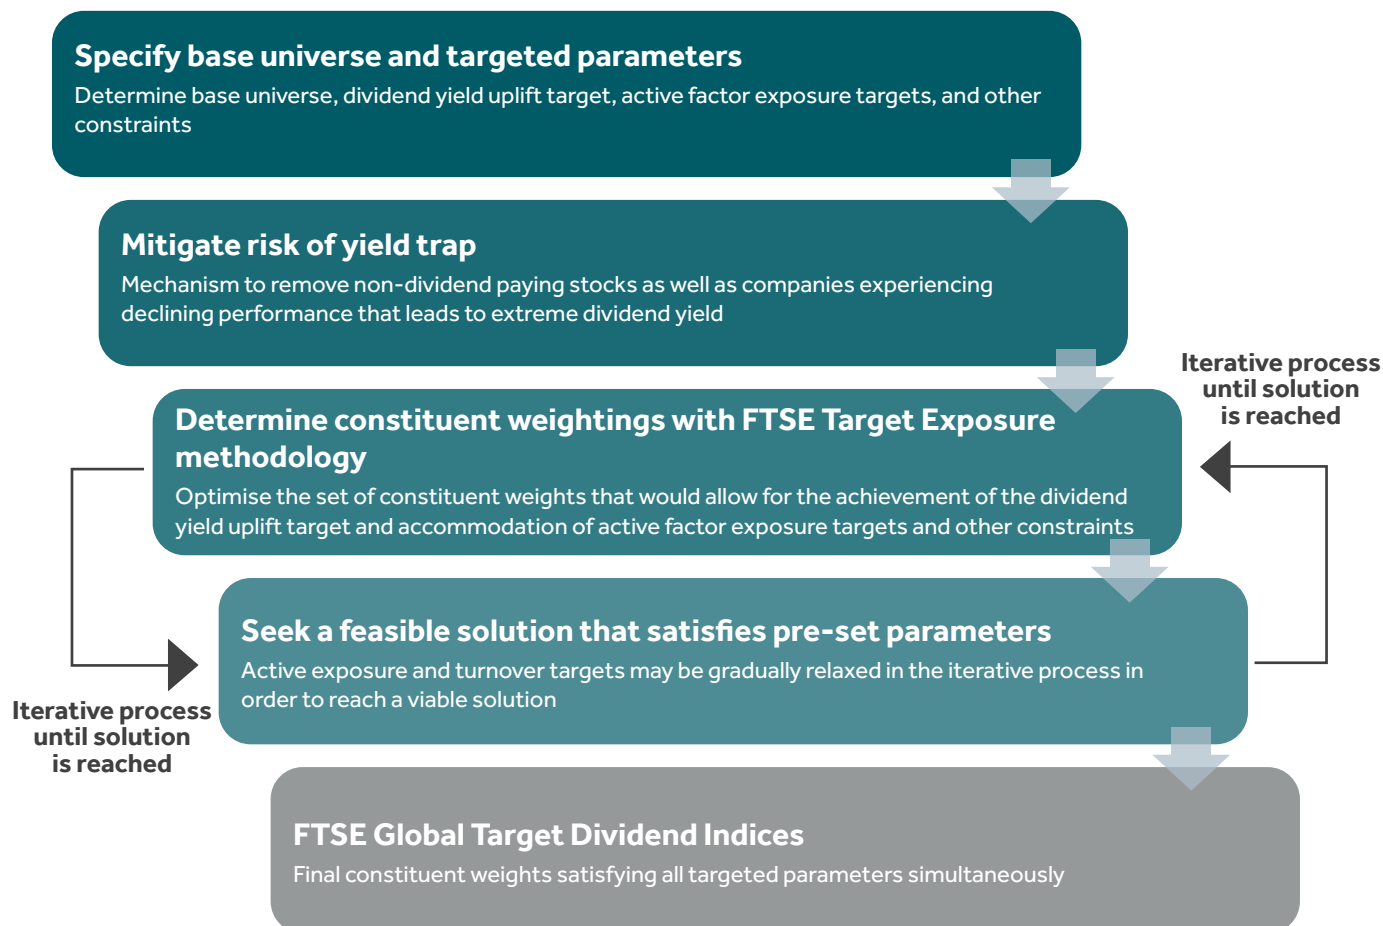 Specify base universe and targeted parameters
Determine base universe, dividend yield uplift target, active factor exposure targets, and other
constraints
Mitigate risk of yield trap
Mechanism to remove non-dividend paying stocks as well as companies experiencing
declining performance that leads to extreme dividend yield
Iterative process
until solution
is reached
Determine constituent weightings with FTSE Target Exposure
methodology
Optimise the set of constituent weights that would allow for the achievement of the dividend
yield uplift target and accommodation of active factor exposure targets and other constraints
Seek a feasible solution that satisfies pre-set parameters
Active exposure and turnover targets may be gradually relaxed in the iterative process in
order to reach a viable solution
Iterative process
until solution
is reached
FTSE Global Target Dividend Indices
Final constituent weights satisfying all targeted parameters simultaneously